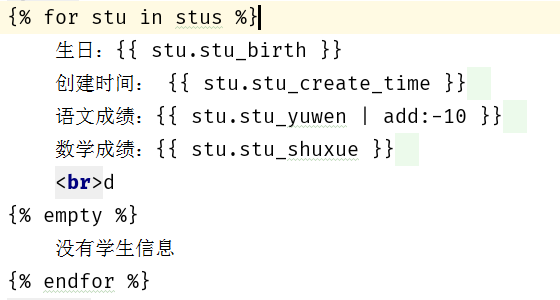 {% for stu in stus %}
生日：{{ stu.stu_birth }}
创建时间： {{ stu.stu_create_time }}
语文成绩：{{ stu.stu_yuwen | add:-10 }}
数学成绩：{{ stu.stu_shuxue }}
<br>d
{% empty %}
没有学生信息
{% endfor %}